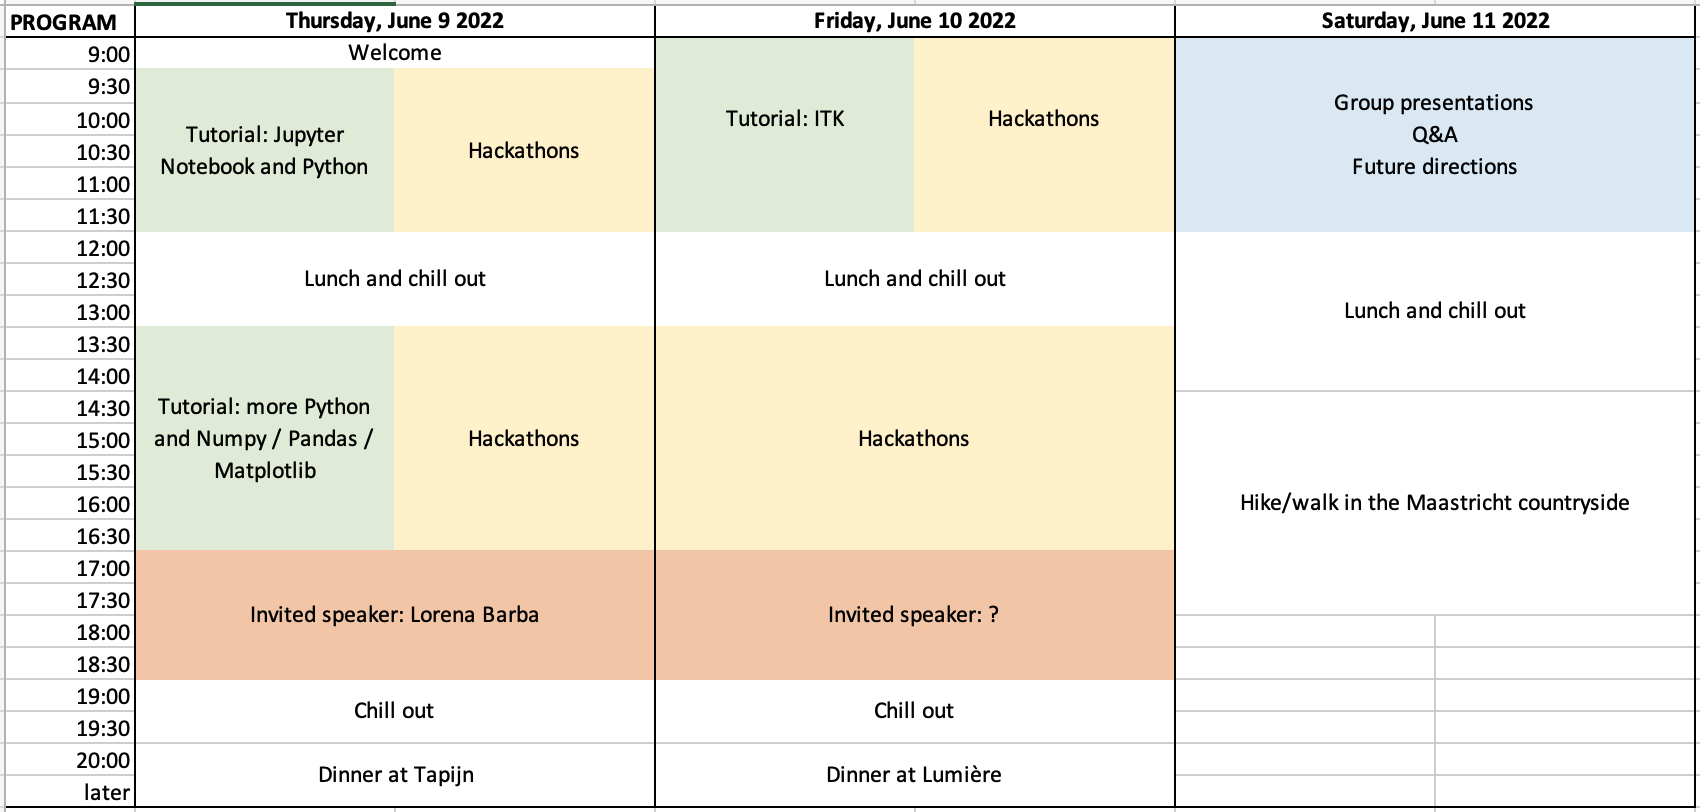 PROGRAM
Thursday, June 9 2022
Friday, June 10 2022
Saturday, June 11 2022
9:00
9:30
10:00
10:30
11:00
11:30
12:00
12:30
13:00
13:30
14:00
14:30
15:00
15:30
16:00
16:30
17:00
17:30
18:00
18:30
19:00
19:30
20:00
later
Welcome
Tutorial: Jupyter
Notebook and Python
Hackathons
Lunch and chill out
Tutorial: more Python
and Numpy / Pandas /
Matplotlib
Hackathons
Invited speaker: Lorena Barba
Chill out
Dinner at Tapijn
Tutorial: ITK
Hackathons
Lunch and chill out
Hackathons
Invited speaker: ?
Chill out
Dinner at Lumière
Group presentations
Q&A
Future directions
Lunch and chill out
Hike/walk in the Maastricht countryside